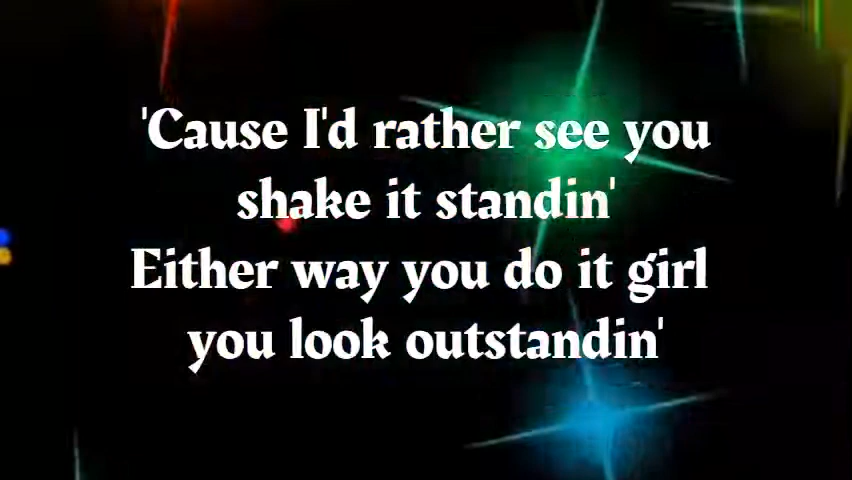 'Cause I'd rather see you
shake it standin'
Either way you do it girl
you look outstandin'